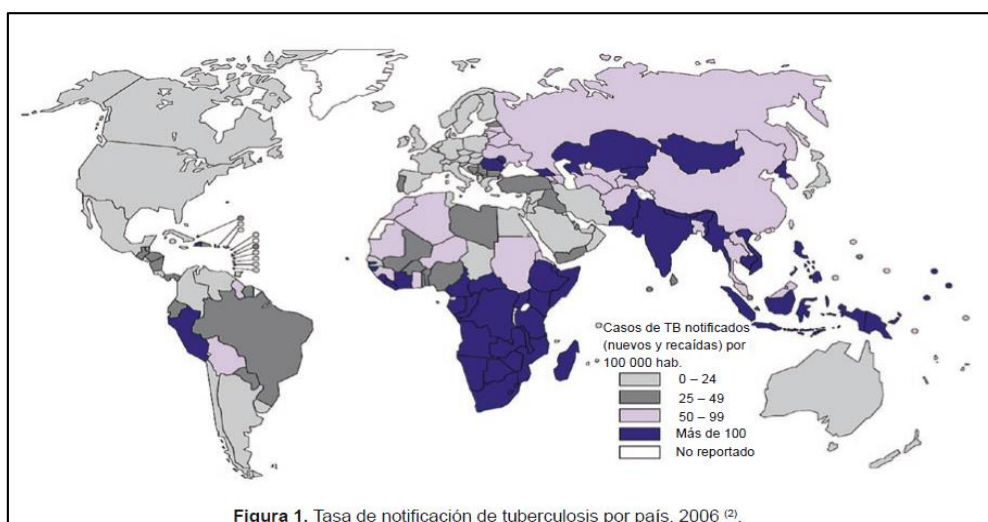 Casos de TB notificados
(nuevos y recaídas) por
100 000 hab.
0 – 24
25 – 49
50 – 99
Más de 100
No reportado
Figura 1. Tasa de notificación de tuberculosis por país, 2006 (2).